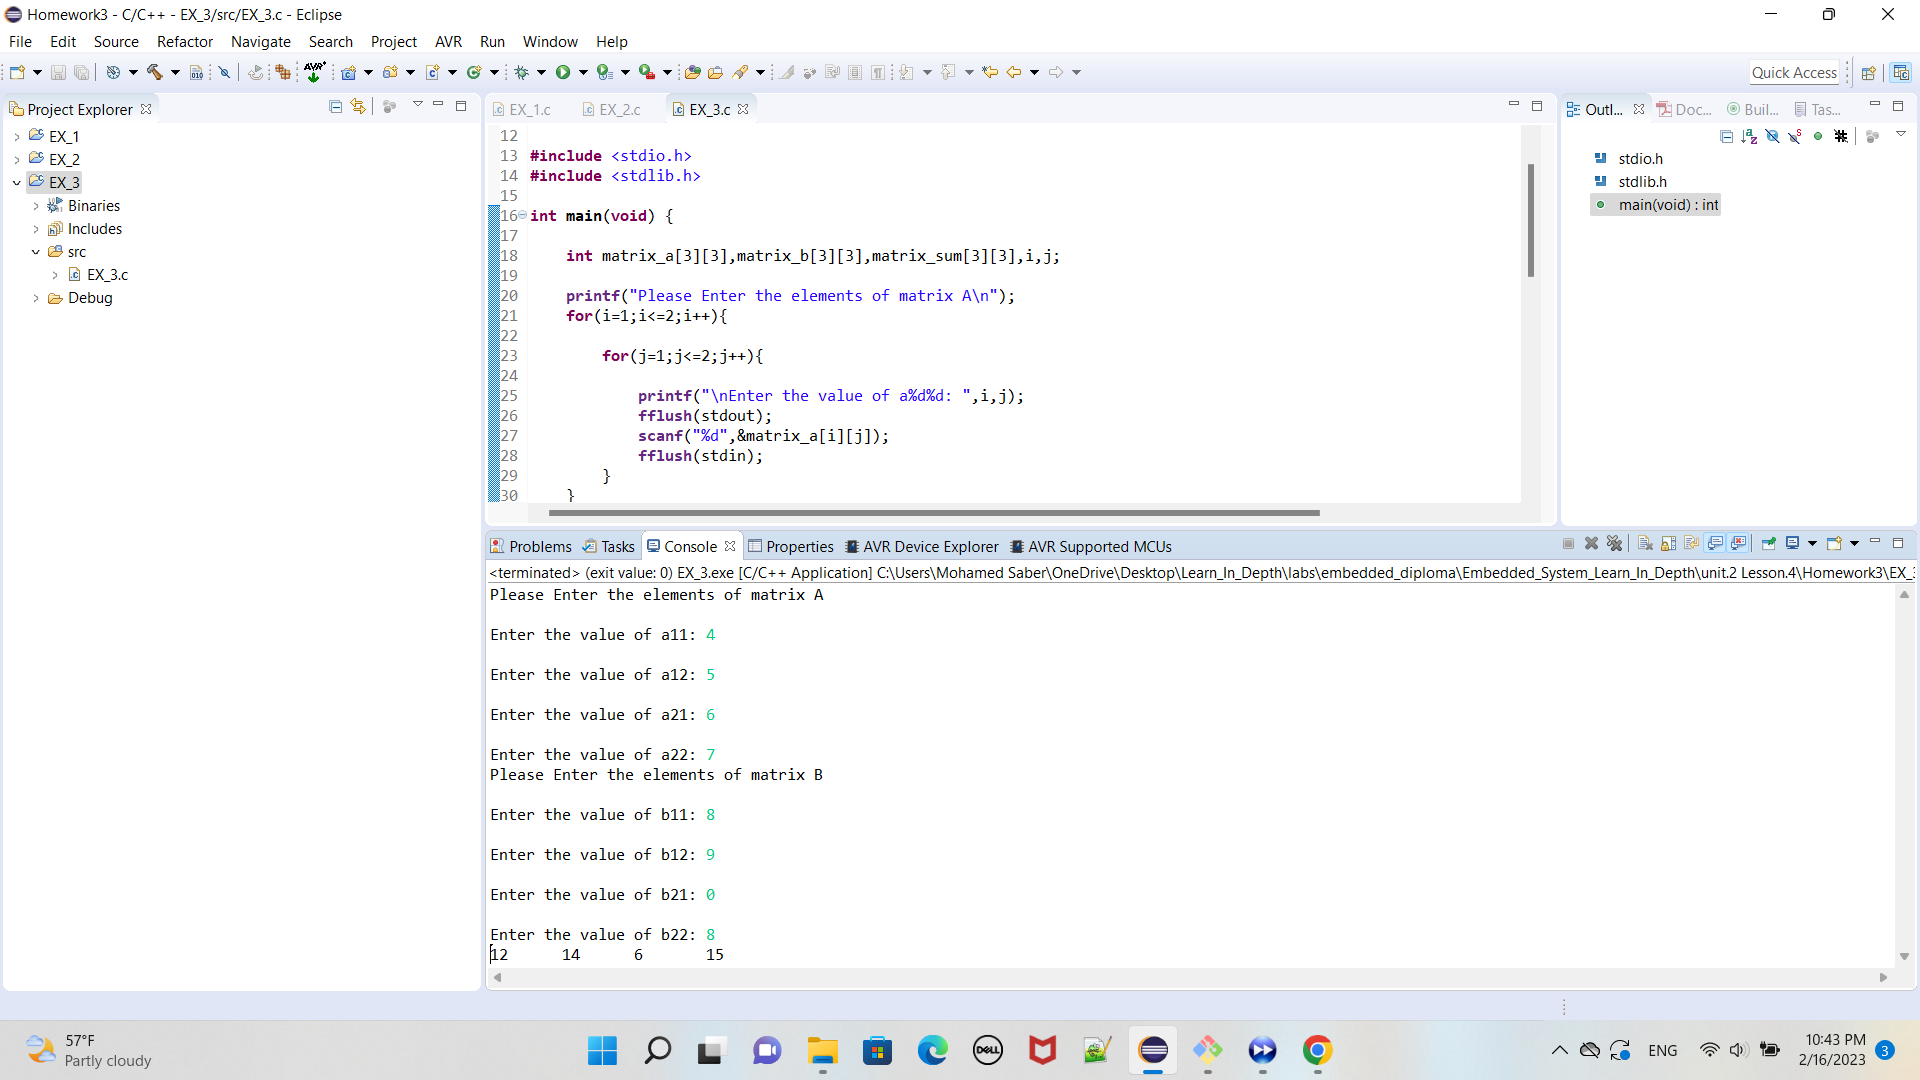 Homework3 - C/C++ - EX_3/src/EX_3.c - Eclipse
File Edit Source Refactor Navigate Search Project AVR Run Window Help
Quick Access
Project Explorer
EX_1
EX_2
EX_3
Binaries
Includes
src
EX_3.c
Debug
EX_1.c EX_2.c EX_3.c
12
13 #include <stdio.h>
14 #include <stdlib.h>
15
16 int main(void) {
17
18 int matrix_a[3][3],matrix_b[3][3],matrix_sum[3][3],i,j;
19
20 printf("Please Enter the elements of matrix A\n");
21 for(i=1;i<=2;i++){
22
23 for(j=1;j<=2;j++){
24
25 printf("\nEnter the value of a%d%d: ",i,j);
26 fflush(stdout);
27 scanf("%d",&matrix_a[i][j]);
28 fflush(stdin);
29 }
30 }
Outl... Doc... Buil... Tas...
stdio.h
stdlib.h
main(void) : int
Problems Tasks Console Properties AVR Device Explorer AVR Supported MCUs
<terminated> (exit value: 0) EX_3.exe [C/C++ Application] C:\Users\Mohamed Saber\OneDrive\Desktop\Learn_In_Depth\labs\embedded_diploma\Embedded_System_Learn_In_Depth\unit.2 Lesson.4\Homework3\EX_3
Please Enter the elements of matrix A
Enter the value of a11: 4
Enter the value of a12: 5
Enter the value of a21: 6
Enter the value of a22: 7
Please Enter the elements of matrix B
Enter the value of b11: 8
Enter the value of b12: 9
Enter the value of b21: 0
Enter the value of b22: 8
12 14 6 15
57°F
Partly cloudy
DELL
ENG
10:43 PM
2/16/2023
3